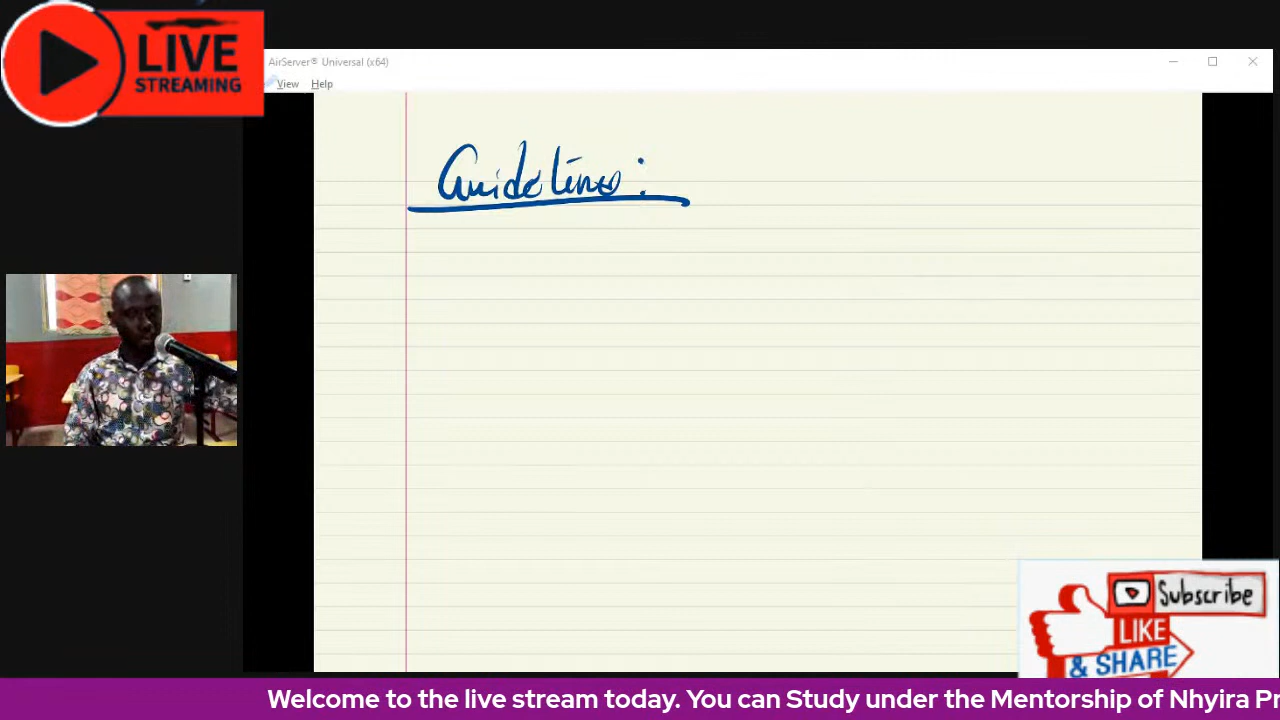 LIVE
STREAMING
AirServer® Universal (x64)
View Help
Guidelines:
Subscribe
LIKE
& SHARE
Welcome to the live stream today. You can Study under the Mentorship of Nhyira Pr